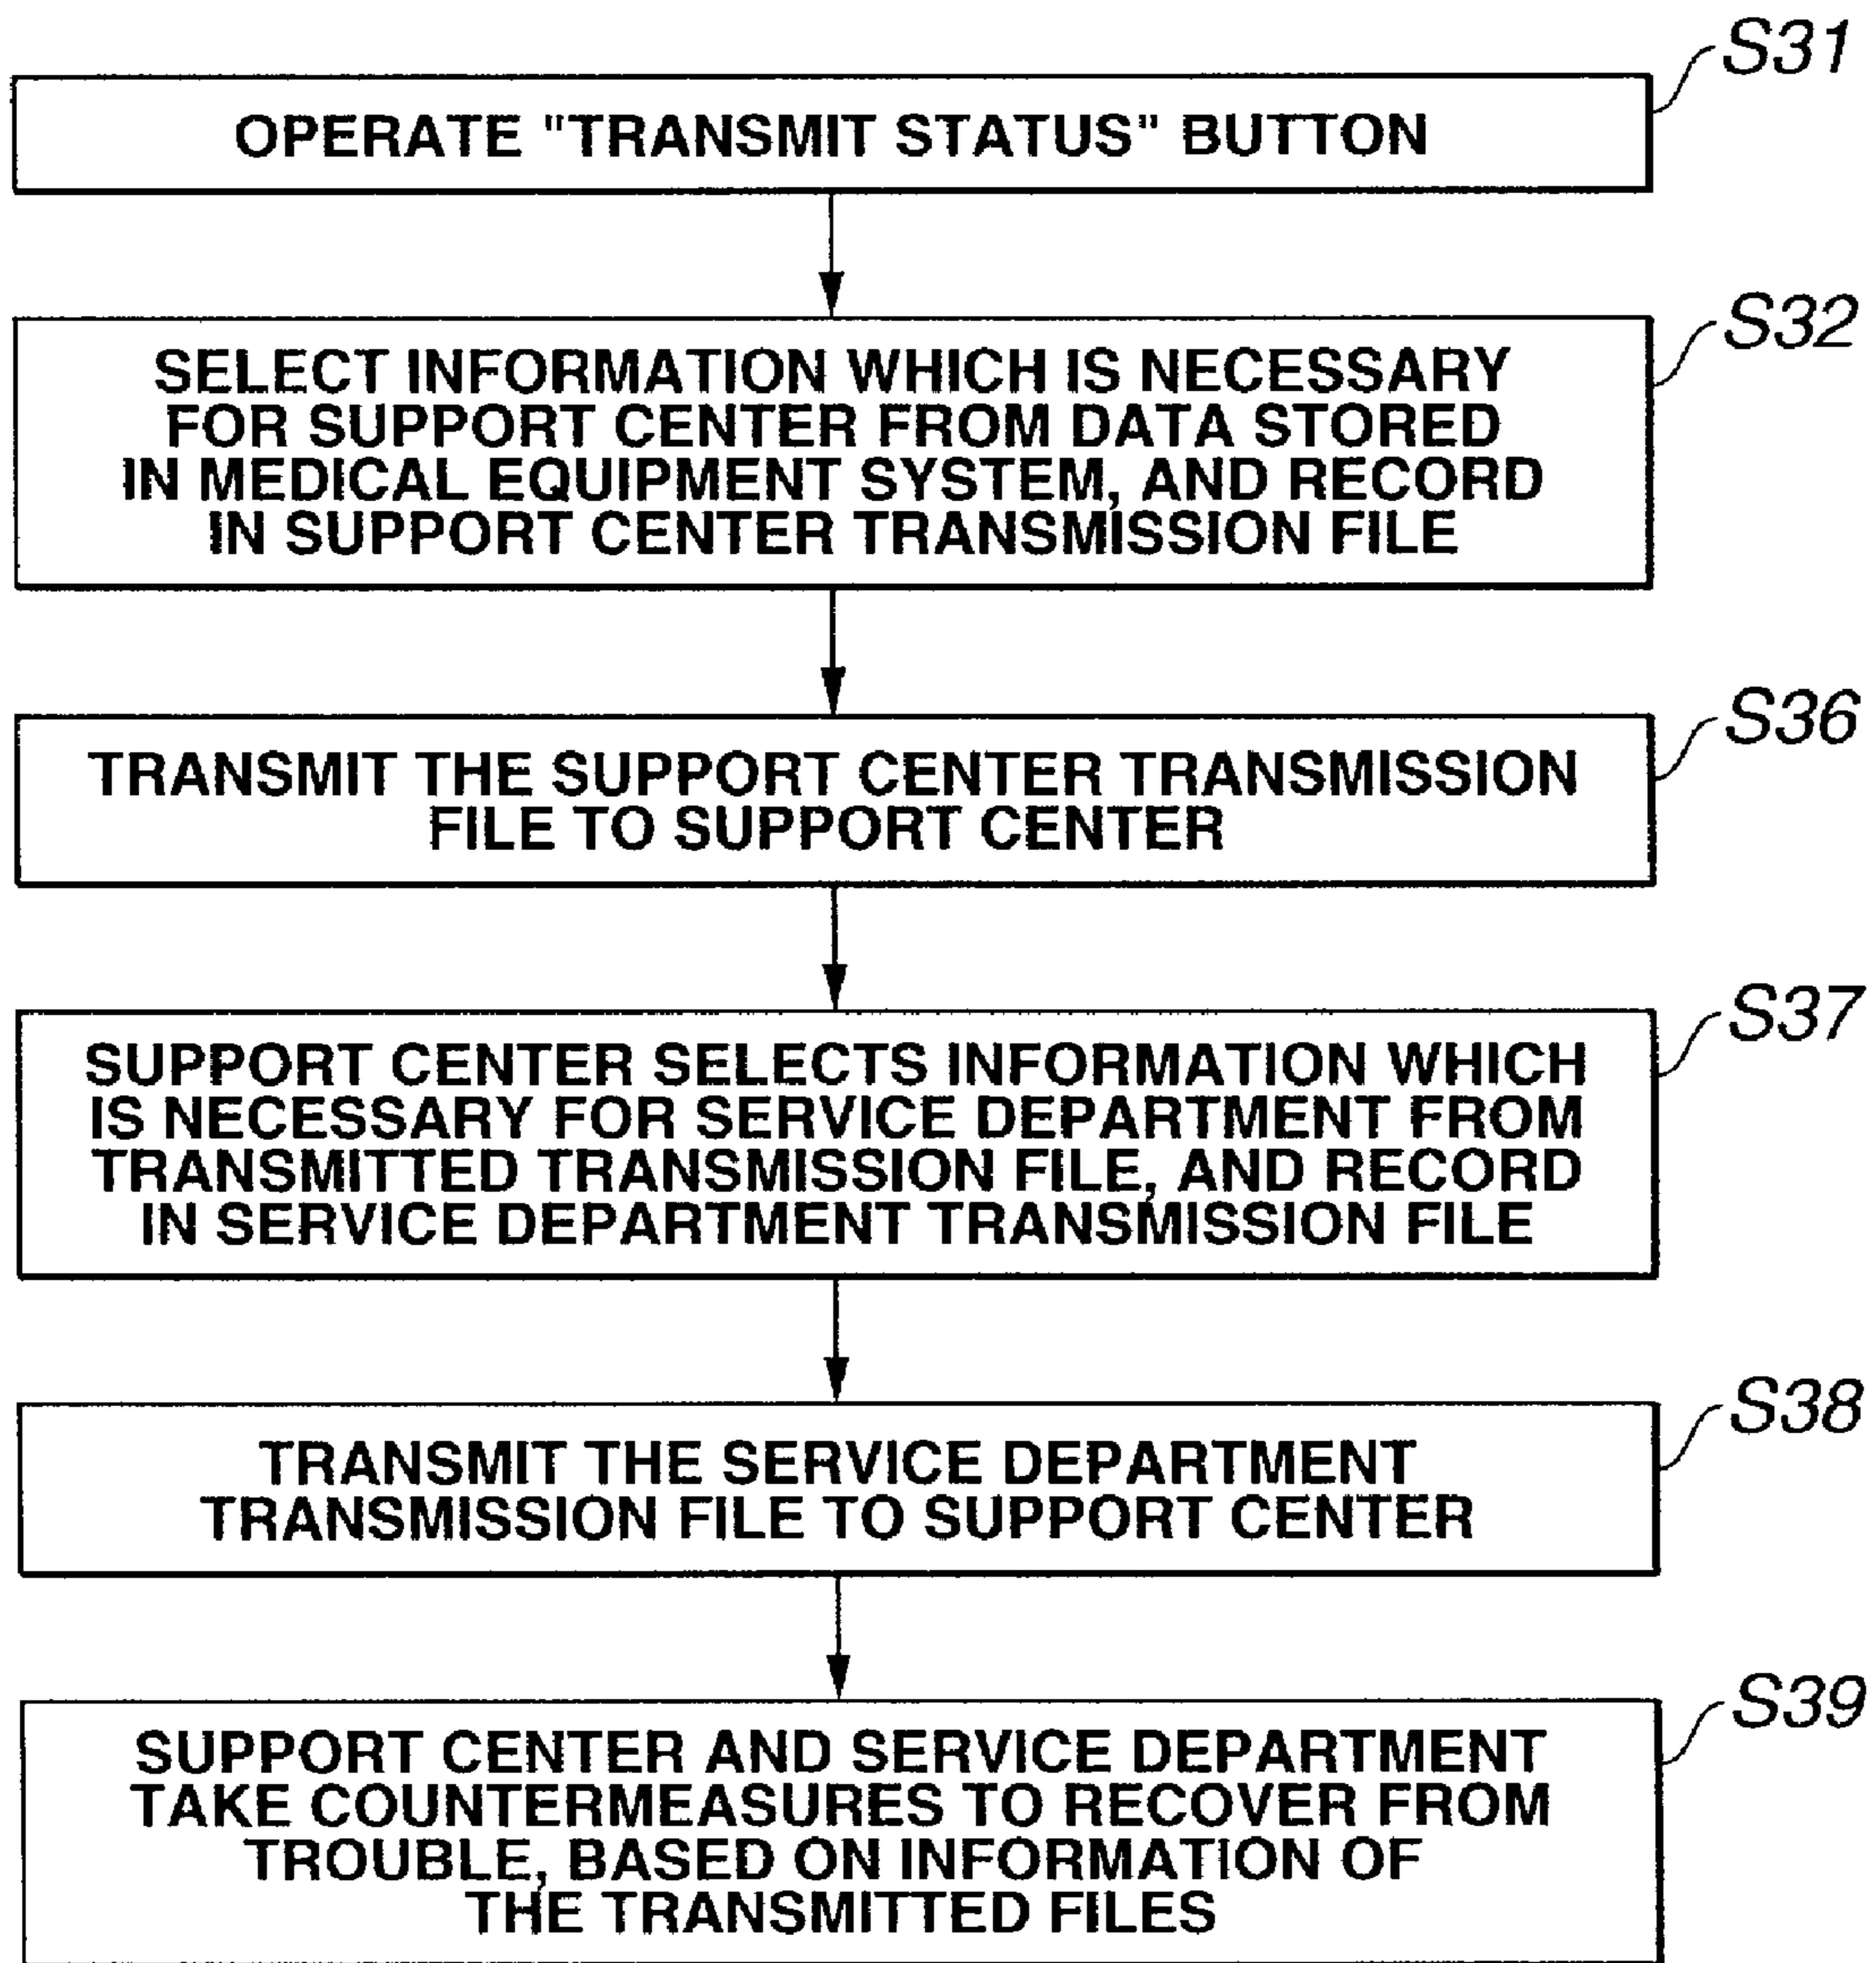 S31
OPERATE "TRANSMIT STATUS" BUTTON
S32
SELECT INFORMATION WHICH IS NECESSARY
FOR SUPPORT CENTER FROM DATA STORED
IN MEDICAL EQUIPMENT SYSTEM, AND RECORD
IN SUPPORT CENTER TRANSMISSION FILE
S36
TRANSMIT THE SUPPORT CENTER TRANSMISSION
FILE TO SUPPORT CENTER
S37
SUPPORT CENTER SELECTS INFORMATION WHICH
IS NECESSARY FOR SERVICE DEPARTMENT FROM
TRANSMITTED TRANSMISSION FILE, AND RECORD
IN SERVICE DEPARTMENT TRANSMISSION FILE
S38
TRANSMIT THE SERVICE DEPARTMENT
TRANSMISSION FILE TO SUPPORT CENTER
S39
SUPPORT CENTER AND SERVICE DEPARTMENT
TAKE COUNTERMEASURES TO RECOVER FROM
TROUBLE, BASED ON INFORMATION OF
THE TRANSMITTED FILES